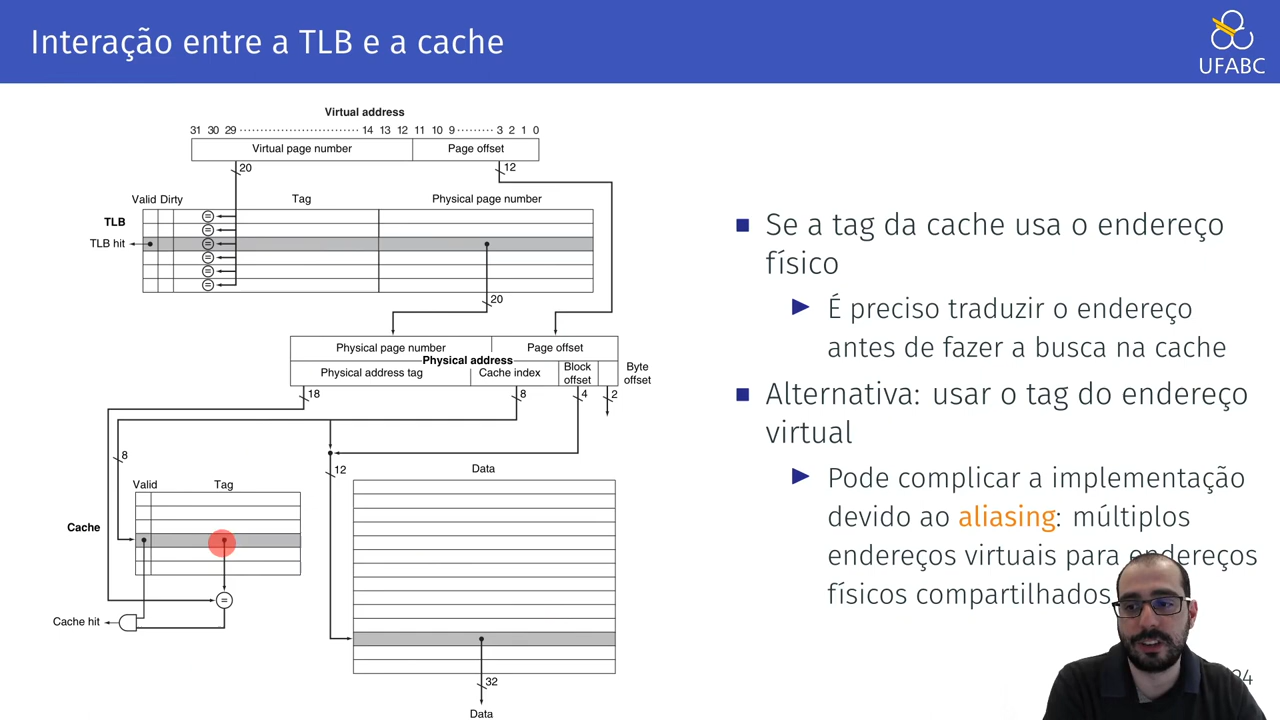 Interação entre a TLB e a cache
UFABC
Virtual address
31 30 29 ································· 14 13 12 11 10 9 ········· 3 2 1 0
Virtual page number
Page offset
20
12
Valid Dirty
Tag
Physical page number
TLB
TLB hit
=
=
=
=
=
=
20
Physical page number
Page offset
Physical address
Physical address tag
Cache index
Block
offset
Byte
offset
18
8
4
2
8
12
Data
Valid
Tag
Cache
=
Cache hit
32
Data
Se a tag da cache usa o endereço
físico
É preciso traduzir o endereço
antes de fazer a busca na cache
Alternativa: usar o tag do endereço
virtual
Pode complicar a implementação
devido ao aliasing: múltiplos
endereços virtuais para endereços
físicos compartilhados